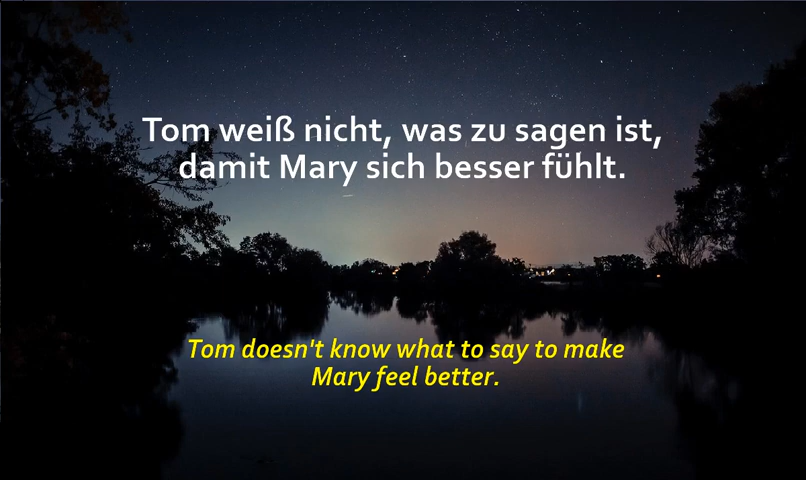 Tom weiß nicht, was zu sagen ist,
damit Mary sich besser fühlt.
Tom doesn't know what to say to make
Mary feel better.